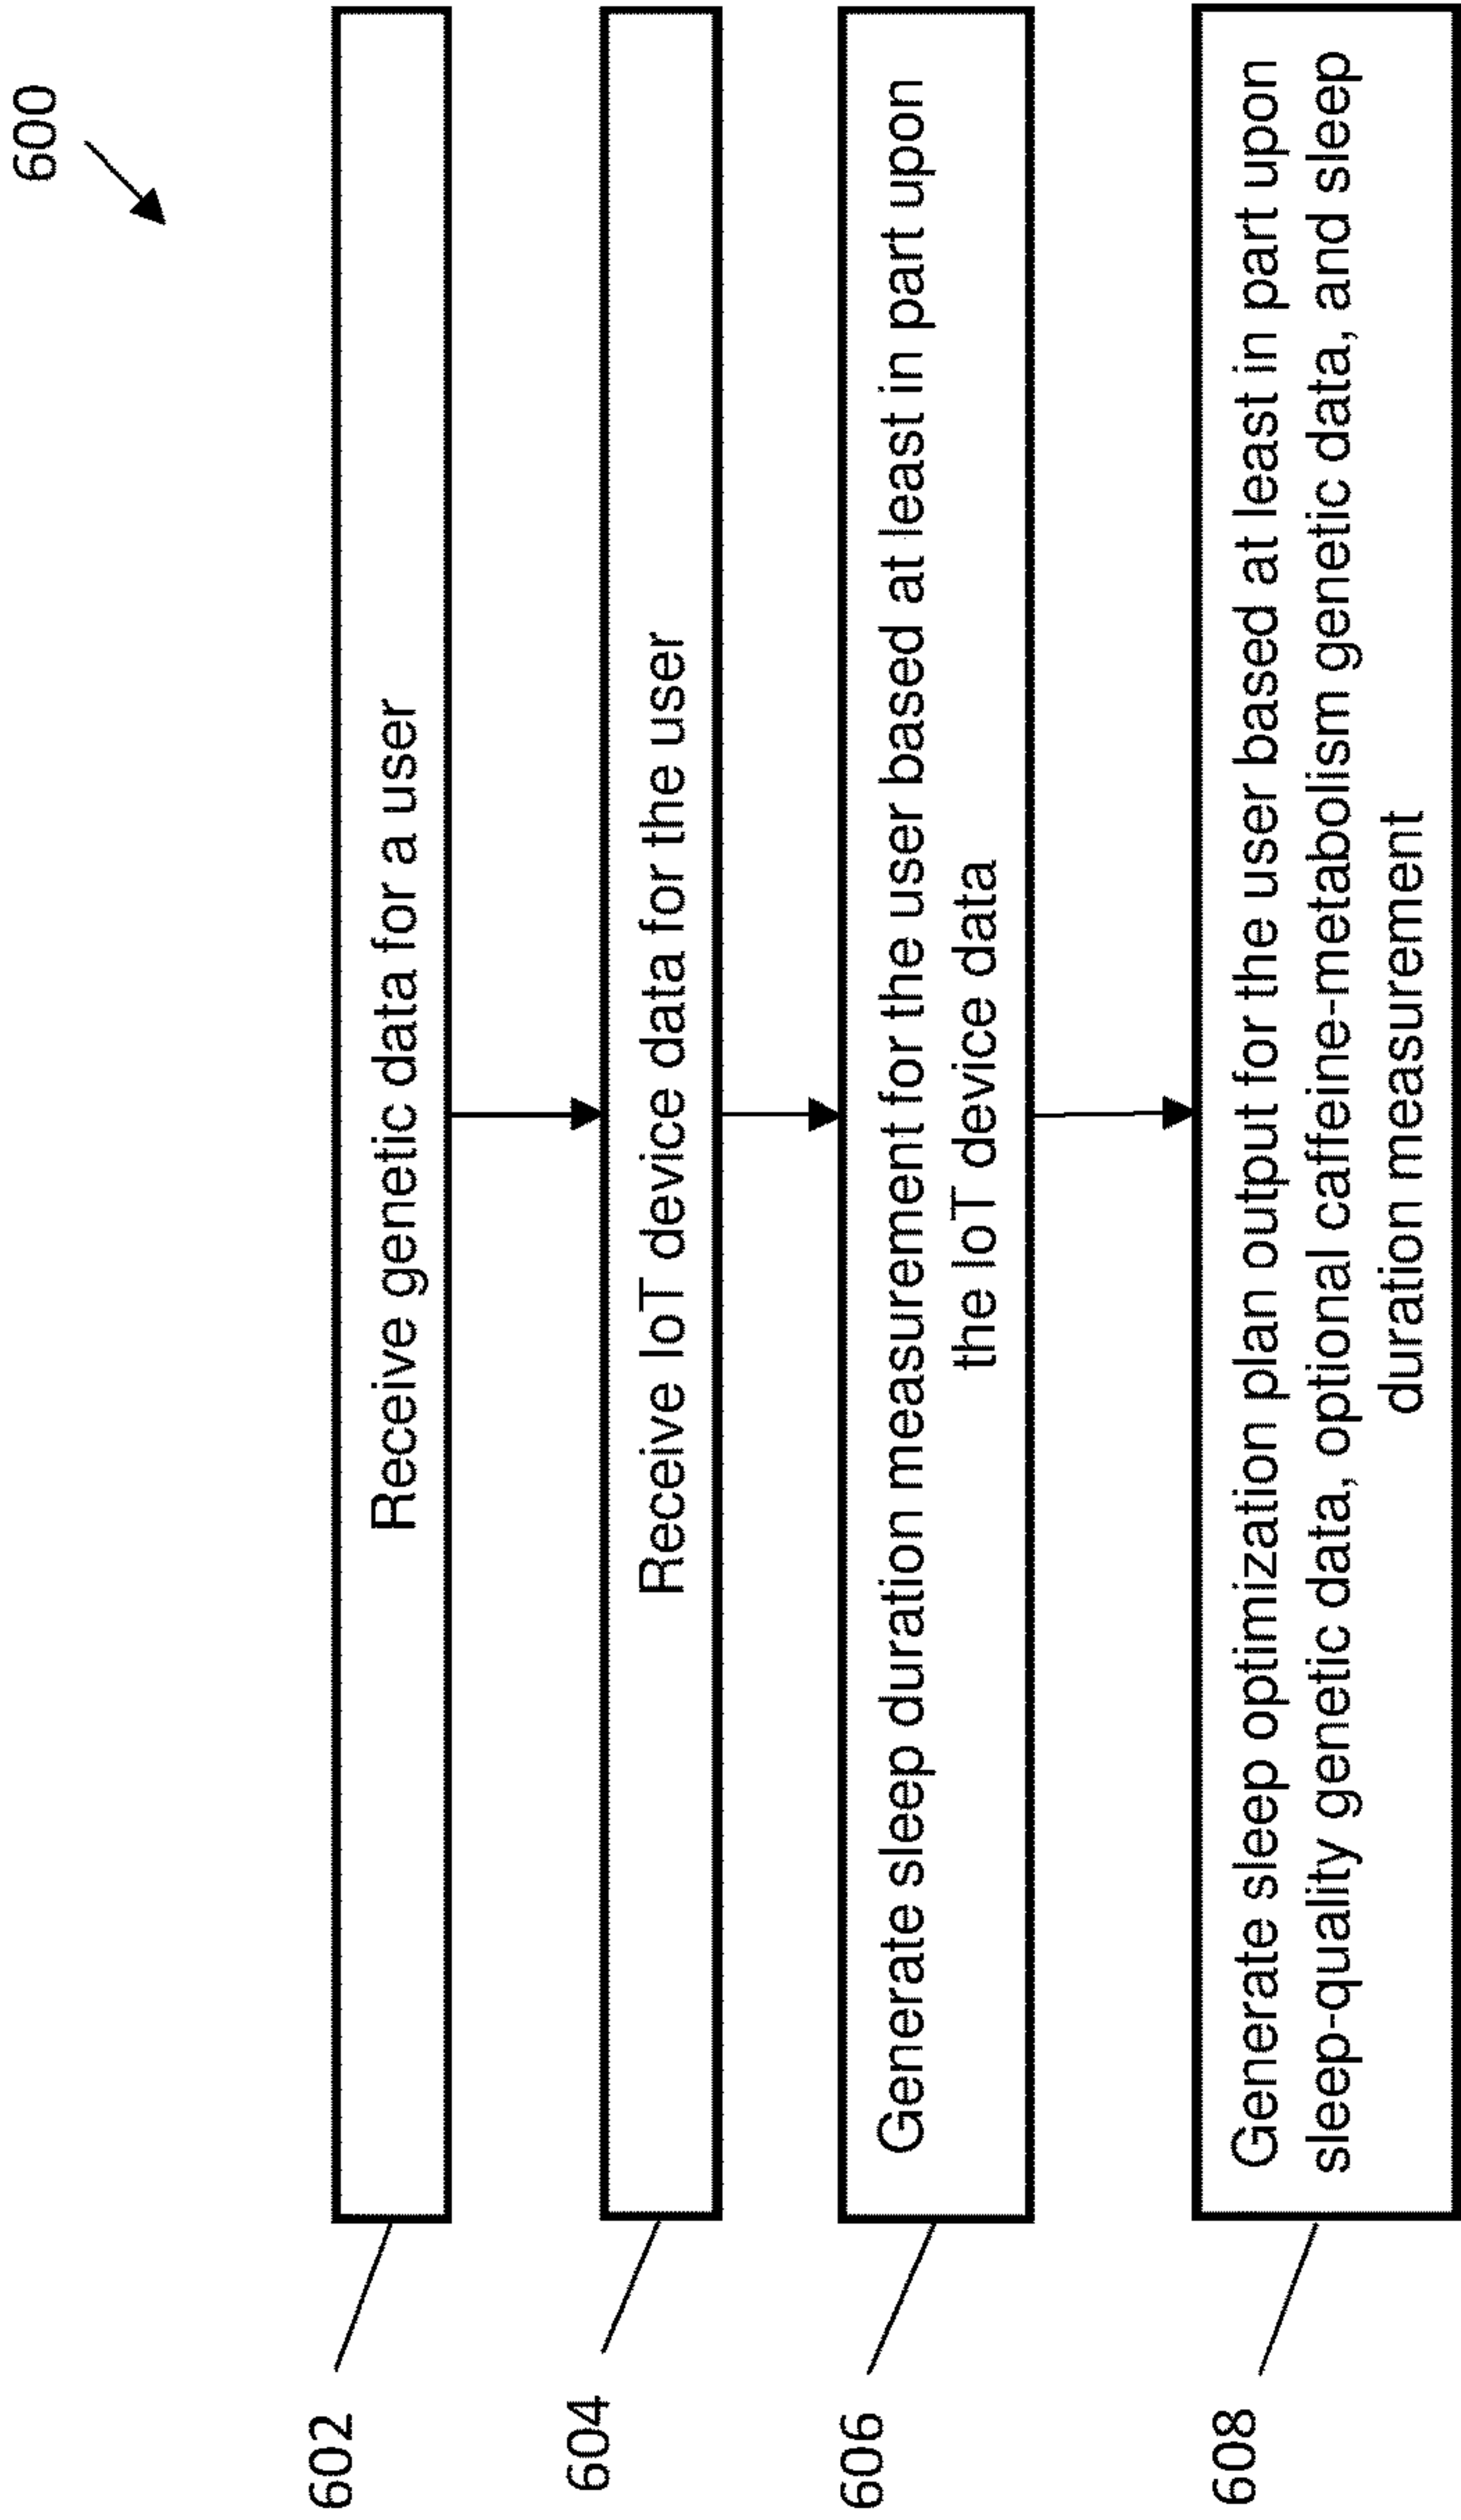 600
602
Receive genetic data for a user
604
Receive IoT device data for the user
606
Generate sleep duration measurement for the user based at least in part upon
the IoT device data
608
Generate sleep optimization plan output for the user based at least in part upon
sleep-quality genetic data, optional caffeine-metabolism genetic data, and sleep
duration measurement